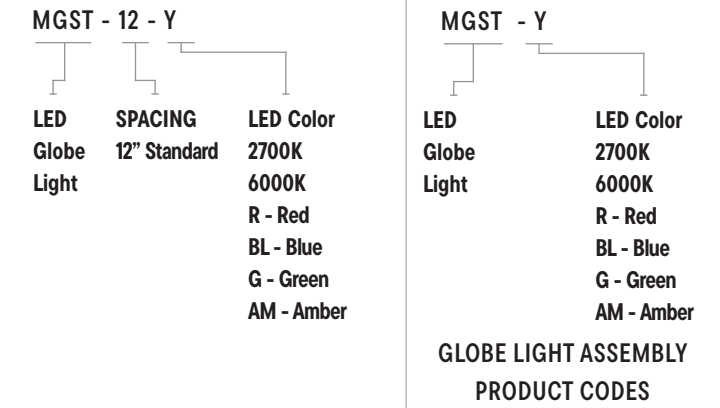 MGST - 12 - Y
LED
Globe
Light
SPACING
12” Standard
LED Color
2700K
6000K
R - Red
BL - Blue
G - Green
AM - Amber
MGST - Y
LED
Globe
Light
LED Color
2700K
6000K
R - Red
BL - Blue
G - Green
AM - Amber
GLOBE LIGHT ASSEMBLY
PRODUCT CODES